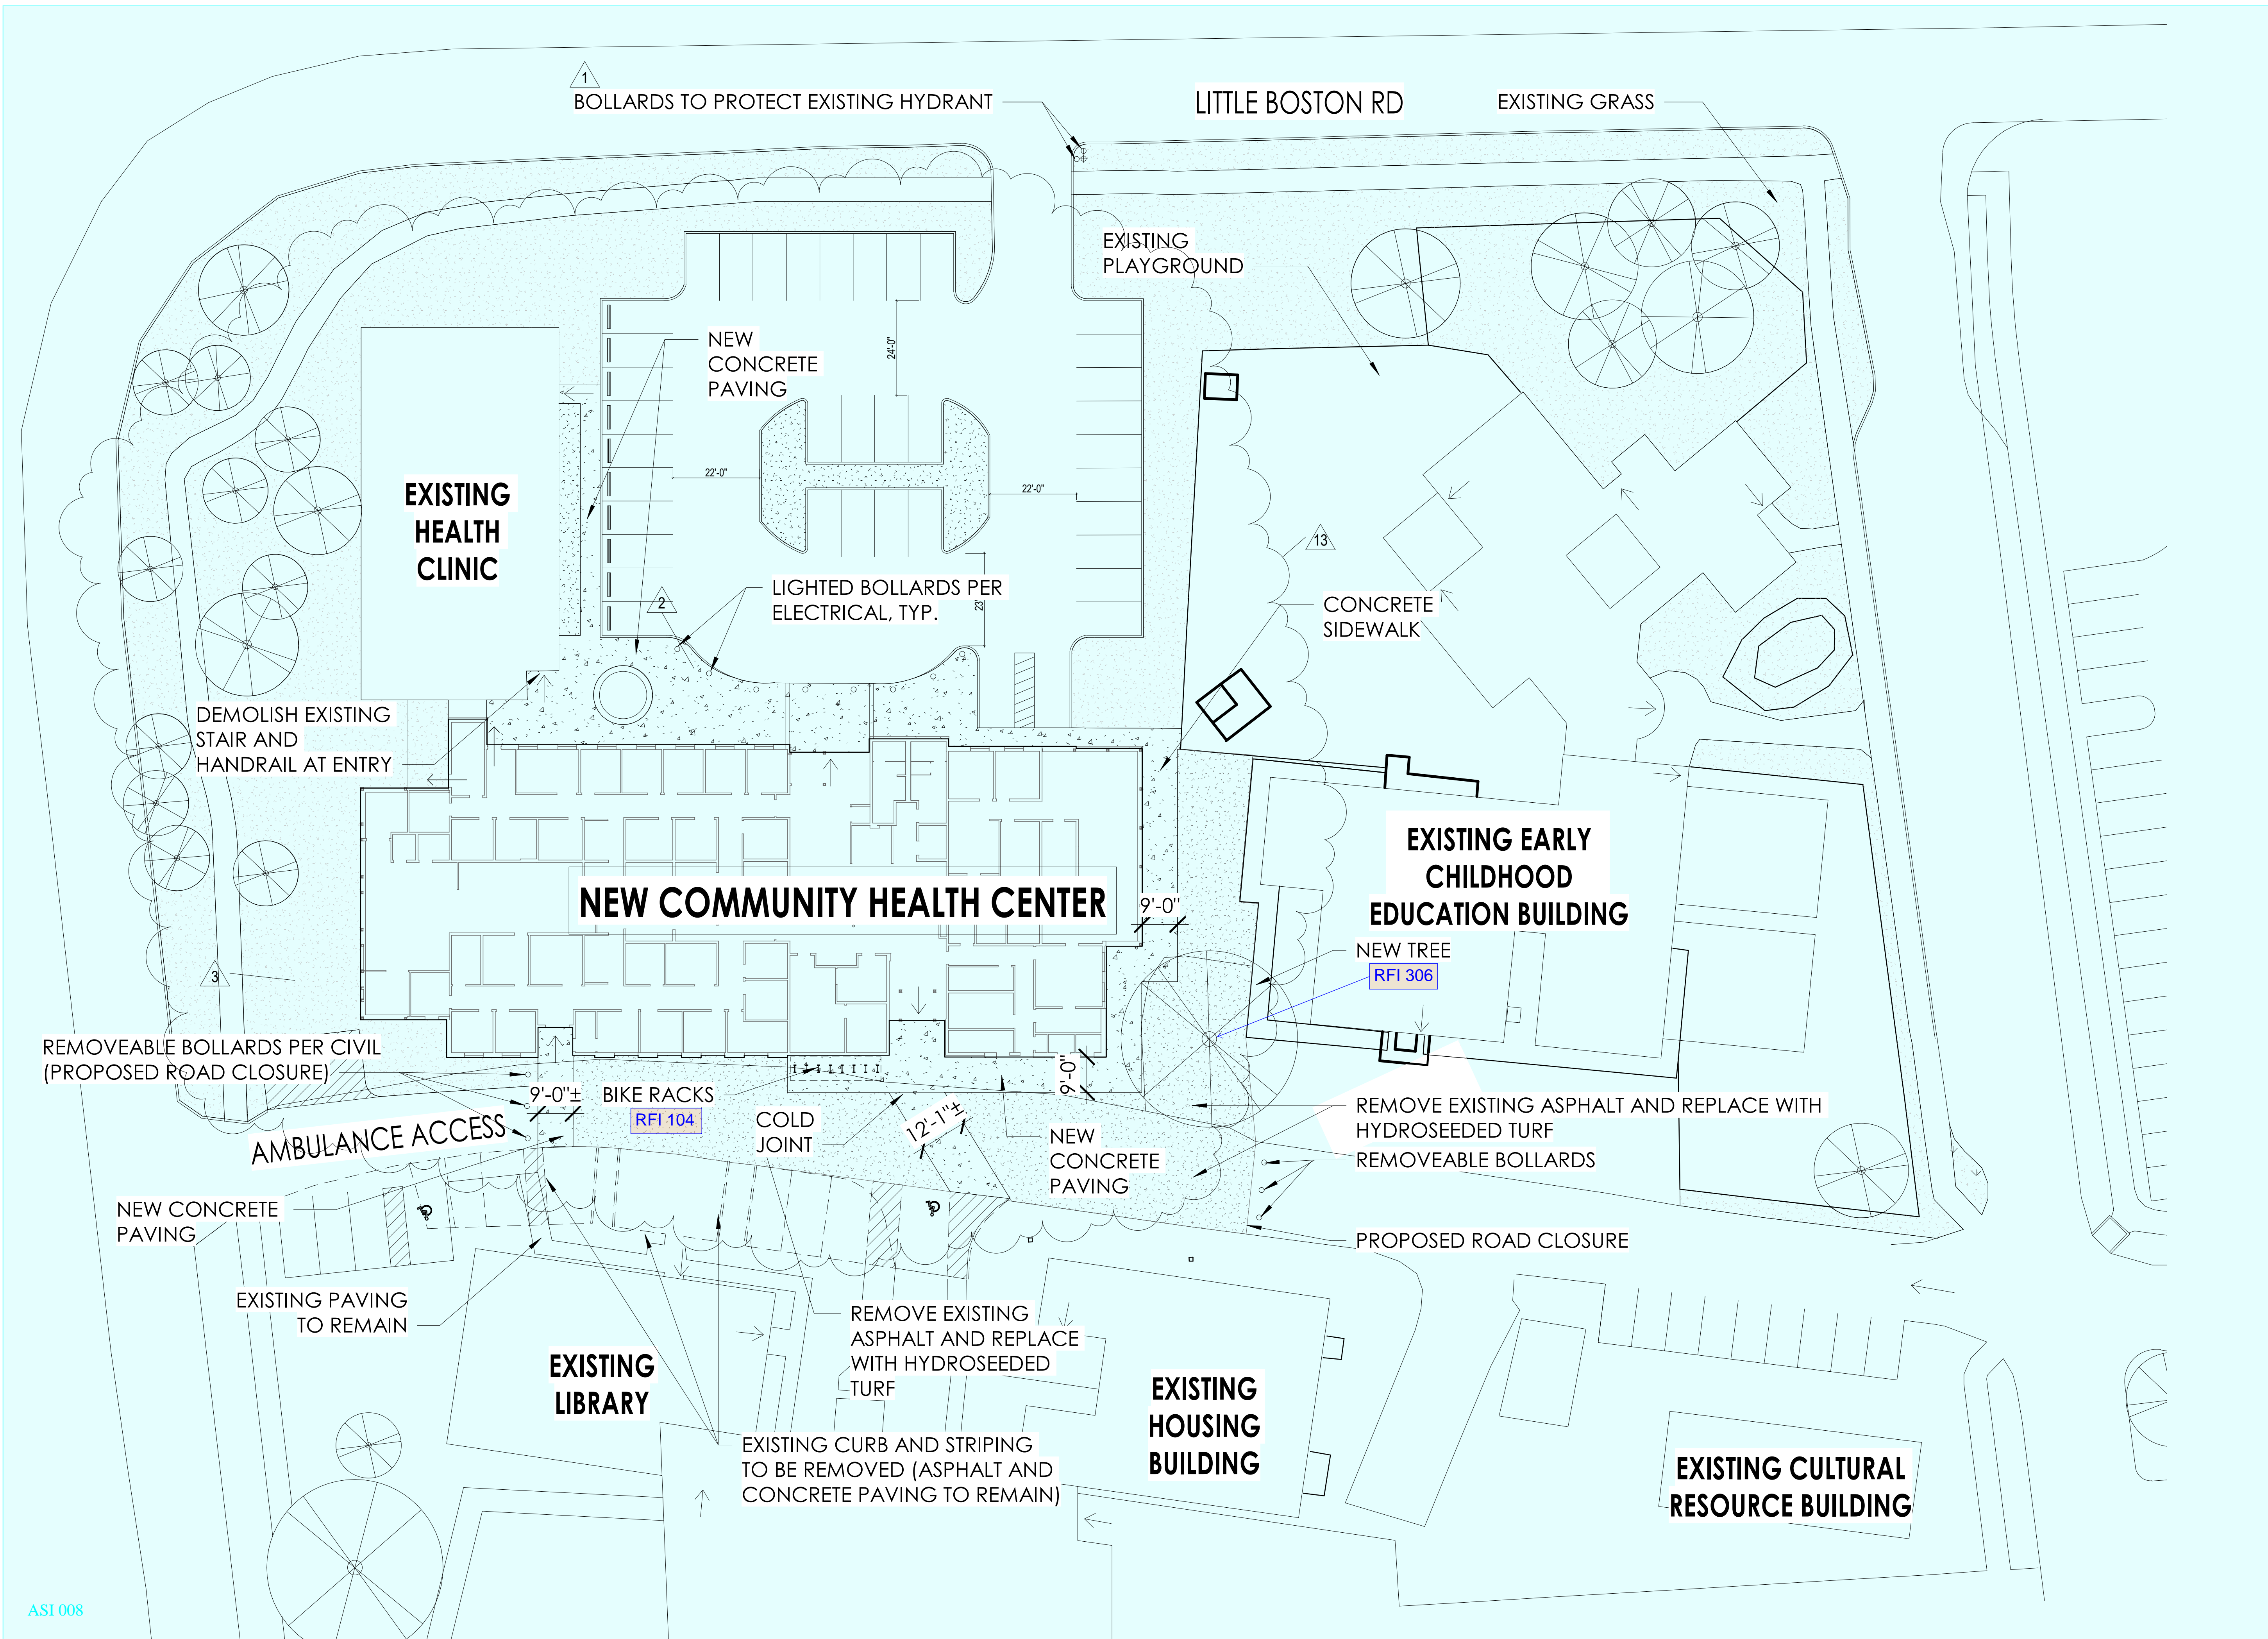 1
BOLLARDS TO PROTECT EXISTING HYDRANT
LITTLE BOSTON RD
EXISTING GRASS
EXISTING
PLAYGROUND
NEW
CONCRETE
PAVING
24'-0"
22'-0"
22'-0"
EXISTING
HEALTH
CLINIC
13
LIGHTED BOLLARDS PER
ELECTRICAL, TYP.
2
23'
CONCRETE
SIDEWALK
DEMOLISH EXISTING
STAIR AND
HANDRAIL AT ENTRY
EXISTING EARLY
CHILDHOOD
EDUCATION BUILDING
NEW COMMUNITY HEALTH CENTER
9'-0"
NEW TREE
RFI 306
3
REMOVEABLE BOLLARDS PER CIVIL
(PROPOSED ROAD CLOSURE)
9'-0"±
BIKE RACKS
RFI 104
9'-0"
AMBULANCE ACCESS
COLD
JOINT
12'-1"±
NEW
CONCRETE
PAVING
REMOVE EXISTING ASPHALT AND REPLACE WITH
HYDROSEEDED TURF
REMOVEABLE BOLLARDS
NEW CONCRETE
PAVING
PROPOSED ROAD CLOSURE
EXISTING PAVING
TO REMAIN
REMOVE EXISTING
ASPHALT AND REPLACE
WITH HYDROSEEDED
TURF
EXISTING
LIBRARY
EXISTING
HOUSING
BUILDING
EXISTING CURB AND STRIPING
TO BE REMOVED (ASPHALT AND
CONCRETE PAVING TO REMAIN)
EXISTING CULTURAL
RESOURCE BUILDING
ASI 008